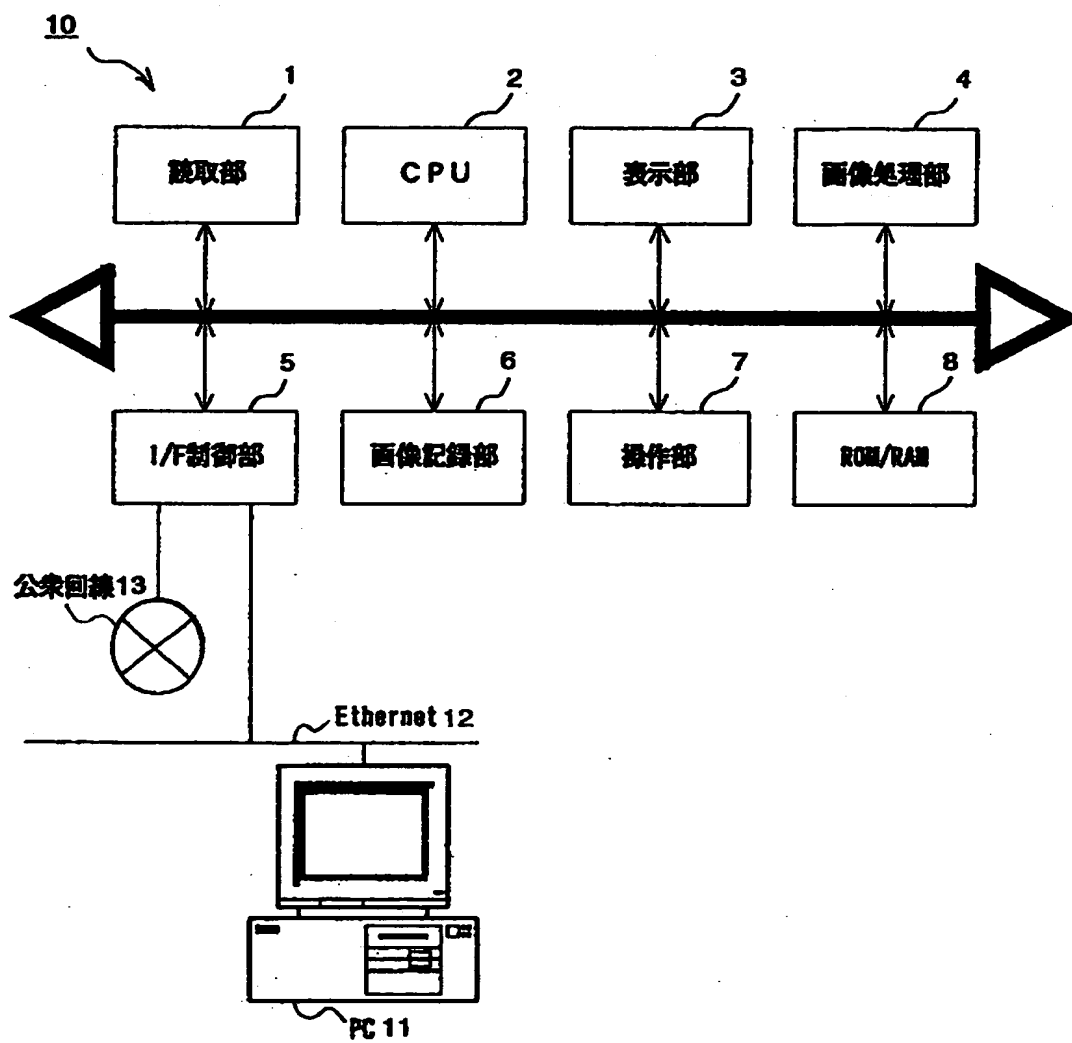 10
1
2
3
4
読取部
CPU
表示部
画像処理部
5
6
7
8
I/F制御部
画像記録部
操作部
ROM/RAM
公衆回線13
Ethernet 12
PC 11